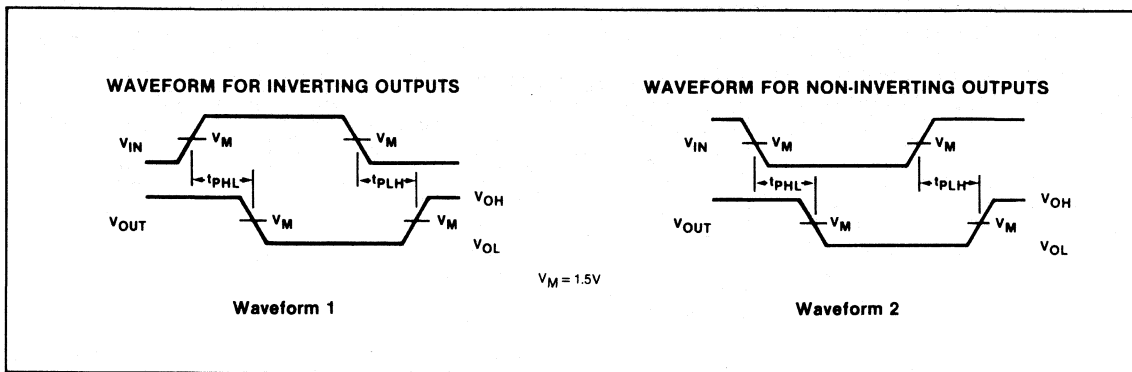 WAVEFORM FOR INVERTING OUTPUTS
VIN
VM
VM
tPHL
tPLH
VOH
VOUT
VM
VM
VOL
Waveform 1
VM = 1.5V
WAVEFORM FOR NON-INVERTING OUTPUTS
VIN
VM
VM
tPHL
tPLH
VOH
VOUT
VM
VM
VOL
Waveform 2